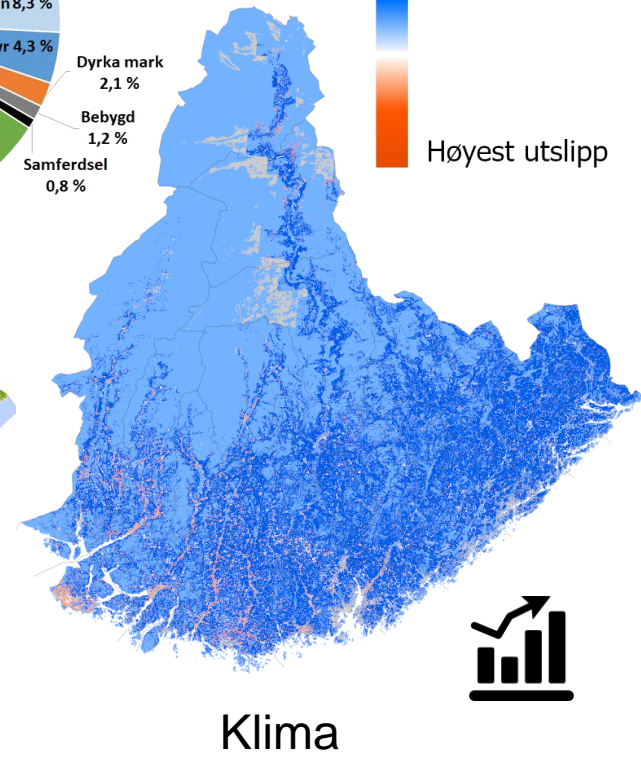 n 8,3 %
yr 4,3 %
Dyrka mark
2,1 %
Bebygd
1,2 %
Samferdsel
0,8 %
Høyest utslipp
Klima